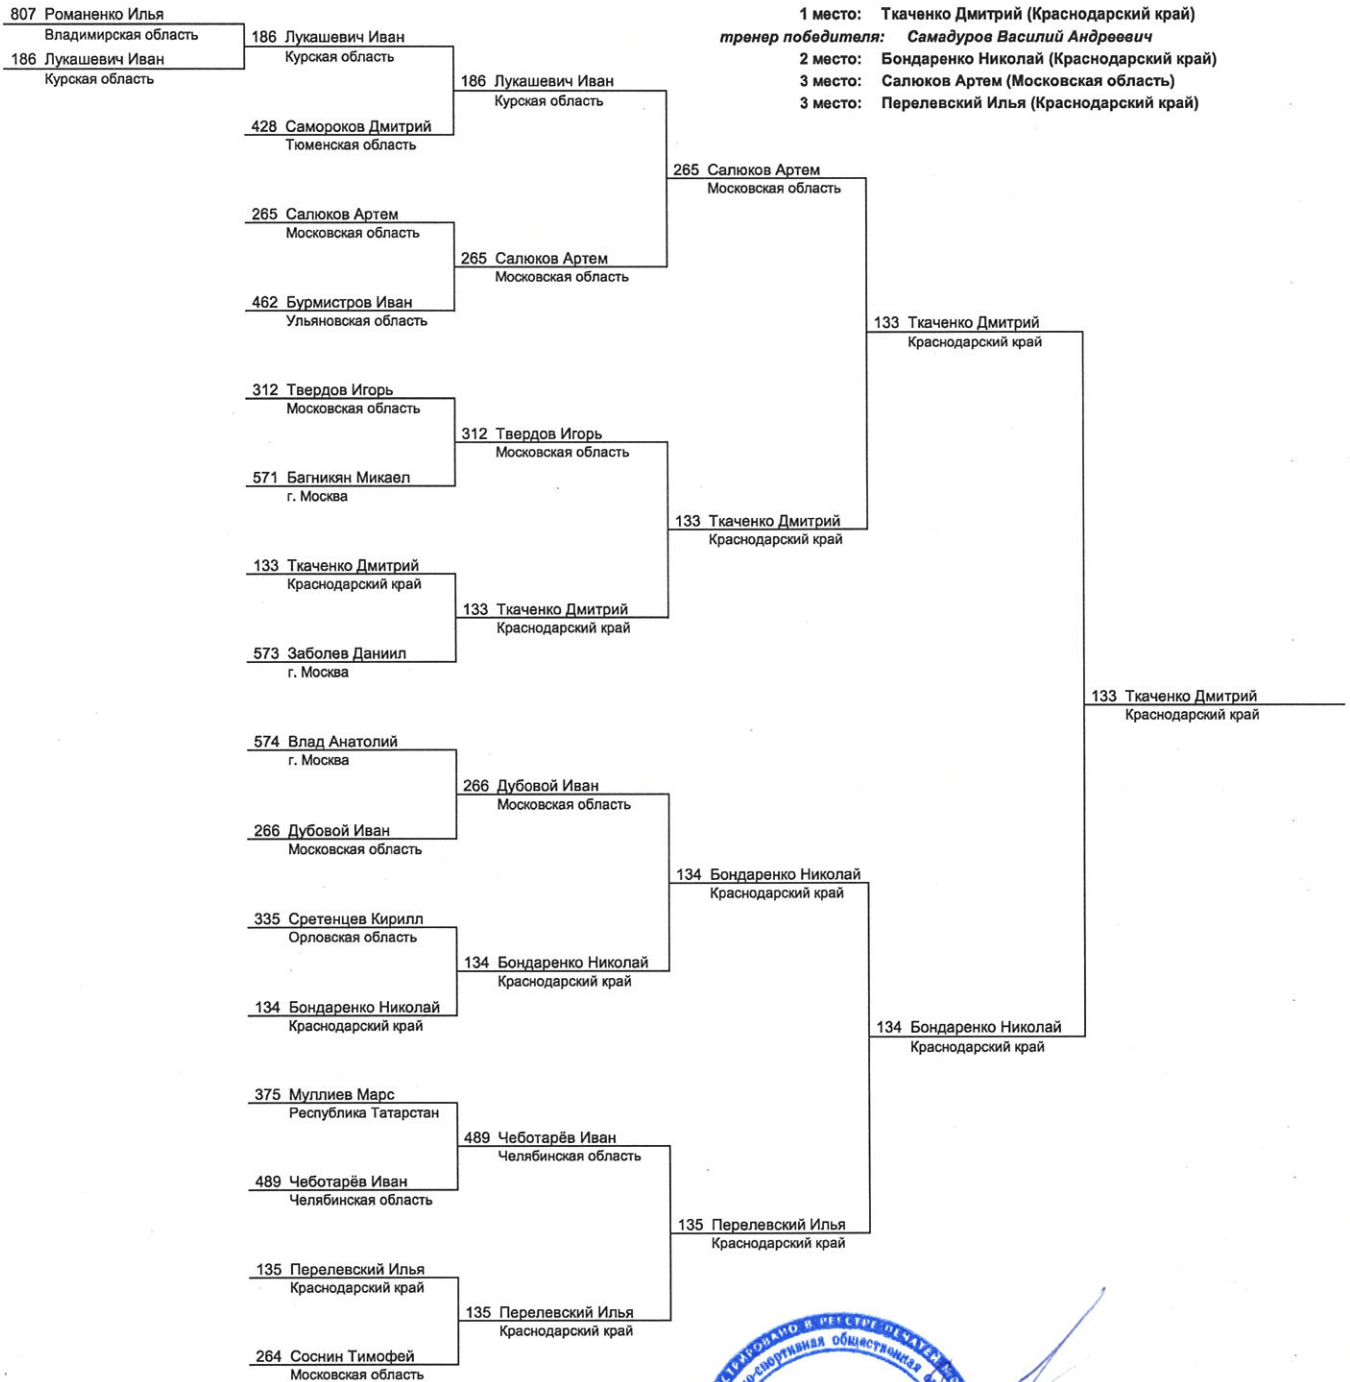 807 Романенко Илья
Владимирская область
186 Лукашевич Иван
Курская область
186 Лукашевич Иван
Курская область
428 Самороков Дмитрий
Тюменская область
186 Лукашевич Иван
Курская область
265 Салюков Артем
Московская область
462 Бурмистров Иван
Ульяновская область
265 Салюков Артем
Московская область
265 Салюков Артем
Московская область
312 Твердов Игорь
Московская область
571 Багникян Микаел
г. Москва
312 Твердов Игорь
Московская область
133 Ткаченко Дмитрий
Краснодарский край
573 Заболев Даниил
г. Москва
133 Ткаченко Дмитрий
Краснодарский край
133 Ткаченко Дмитрий
Краснодарский край
133 Ткаченко Дмитрий
Краснодарский край
574 Влад Анатолий
г. Москва
266 Дубовой Иван
Московская область
266 Дубовой Иван
Московская область
335 Сретенцев Кирилл
Орловская область
134 Бондаренко Николай
Краснодарский край
134 Бондаренко Николай
Краснодарский край
134 Бондаренко Николай
Краснодарский край
375 Муллиев Марс
Республика Татарстан
489 Чеботарёв Иван
Челябинская область
489 Чеботарёв Иван
Челябинская область
135 Перелевский Илья
Краснодарский край
264 Соснин Тимофей
Московская область
135 Перелевский Илья
Краснодарский край
135 Перелевский Илья
Краснодарский край
134 Бондаренко Николай
Краснодарский край
133 Ткаченко Дмитрий
Краснодарский край
1 место: Ткаченко Дмитрий (Краснодарский край)
тренер победителя: Самадуров Василий Андреевич
2 место: Бондаренко Николай (Краснодарский край)
3 место: Салюков Артем (Московская область)
3 место: Перелевский Илья (Краснодарский край)
В РЕЕСТРЕ ПЕЧАТЕЙ
спортивная общественная